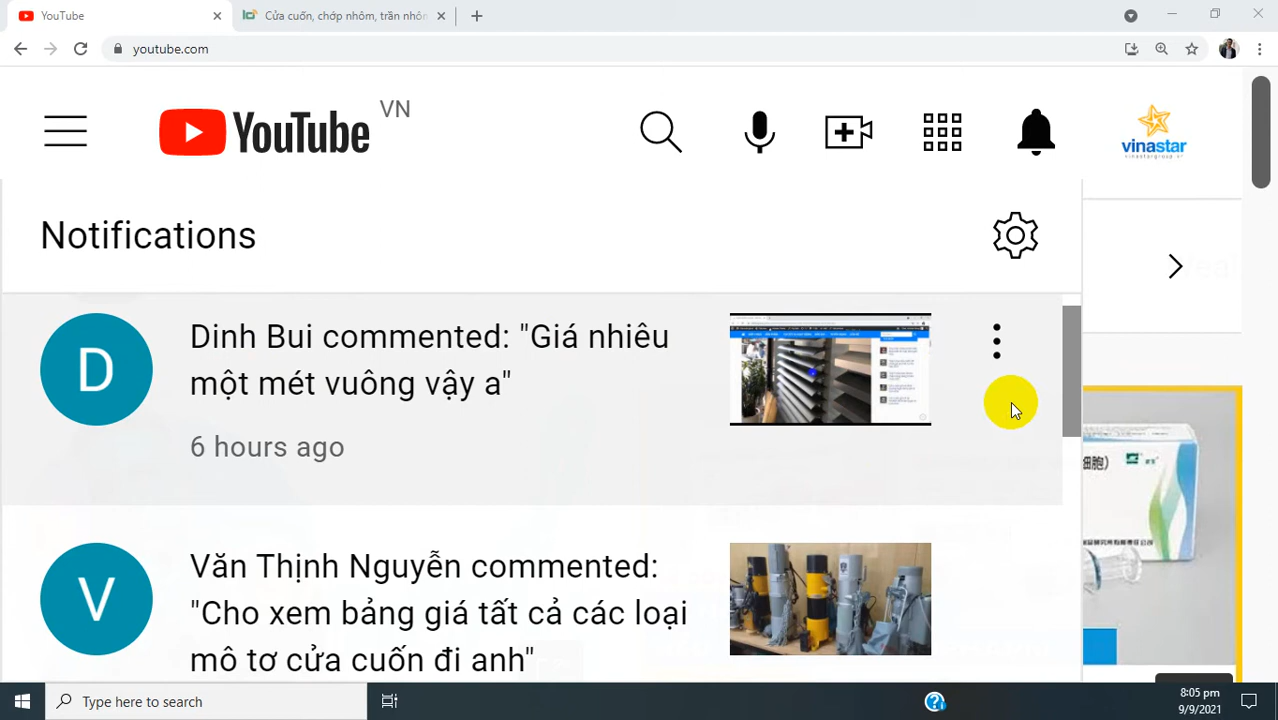 YouTube
Cửa cuốn, chớp nhôm, trần nhôm
youtube.com
YouTube VN
vinastar
vinastargroup.vn
Notifications
Dinh Bui commented: "Giá nhiêu
một mét vuông vậy a"
6 hours ago
D
Văn Thịnh Nguyễn commented:
"Cho xem bảng giá tất cả các loại
mô tơ cửa cuốn đi anh"
V
Type here to search
8:05 pm
9/9/2021